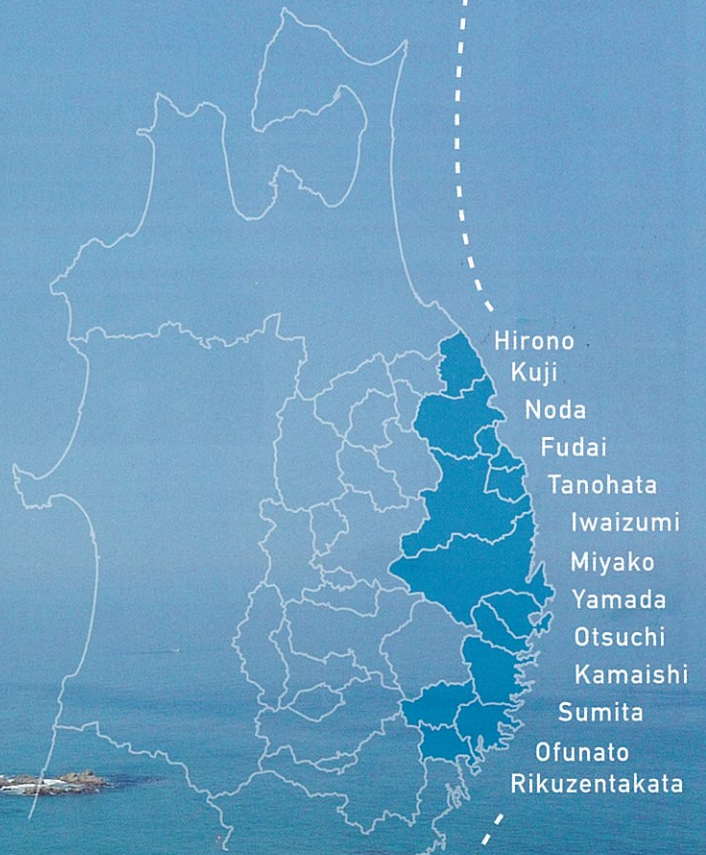 Hirono
Kuji
Noda
Fudai
Tanohata
Iwaizumi
Miyako
Yamada
Otsuchi
Kamaishi
Sumita
Ofunato
Rikuzentakata